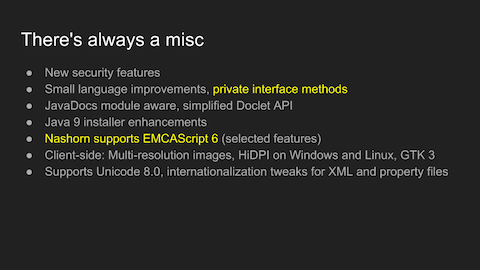 There's always a misc
● New security features
● Small language improvements, private interface methods
● JavaDocs module aware, simplified Doclet API
● Java 9 installer enhancements
● Nashorn supports EMCAScript 6 (selected features)
● Client-side: Multi-resolution images, HiDPI on Windows and Linux, GTK 3
● Supports Unicode 8.0, internationalization tweaks for XML and property files